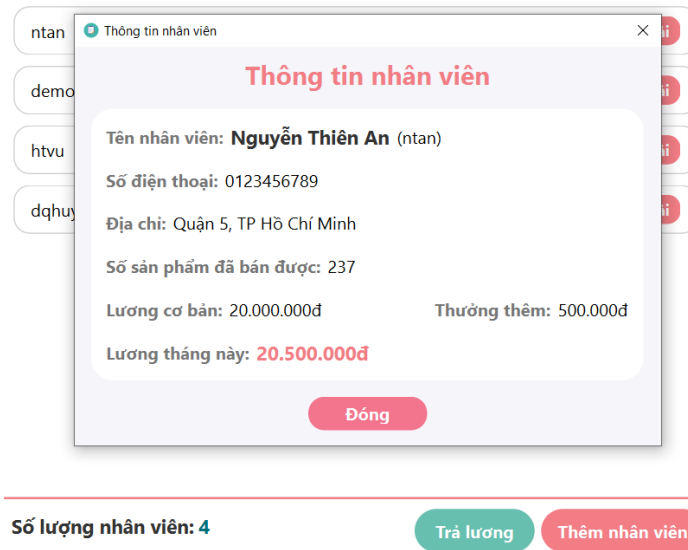 Thông tin nhân viên
ntan
Thông tin nhân viên
demo
Tên nhân viên: Nguyễn Thiên An (ntan)
htvu
Số điện thoại: 0123456789
dqhuy
Địa chỉ: Quận 5, TP Hồ Chí Minh
Số sản phẩm đã bán được: 237
Lương cơ bản: 20.000.000đ Thưởng thêm: 500.000đ
Lương tháng này: 20.500.000đ
Đóng
Số lượng nhân viên: 4 Trả lương Thêm nhân viên